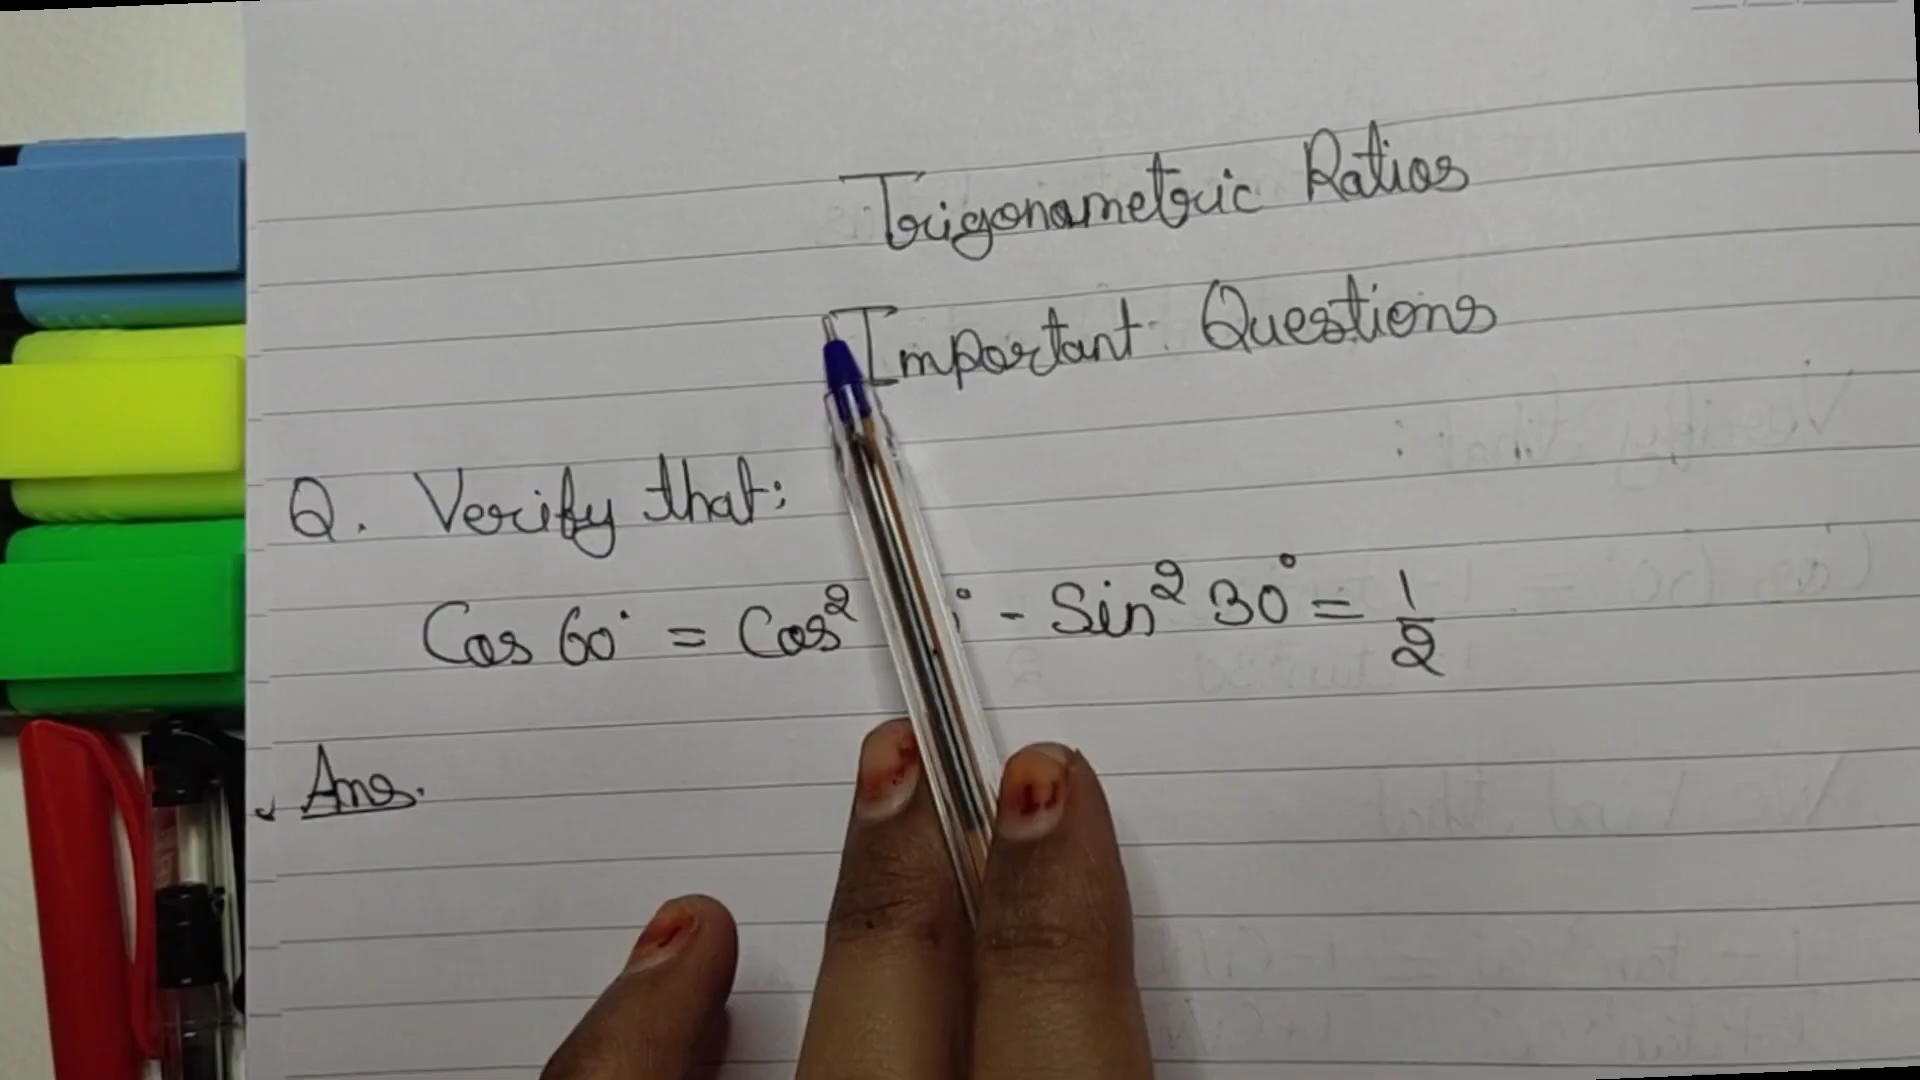 Trigonometric Ratios
Important Questions
Q. Verify that:
Cos 60° = Cos² ° - Sin² 30° = 1/2
Ans.